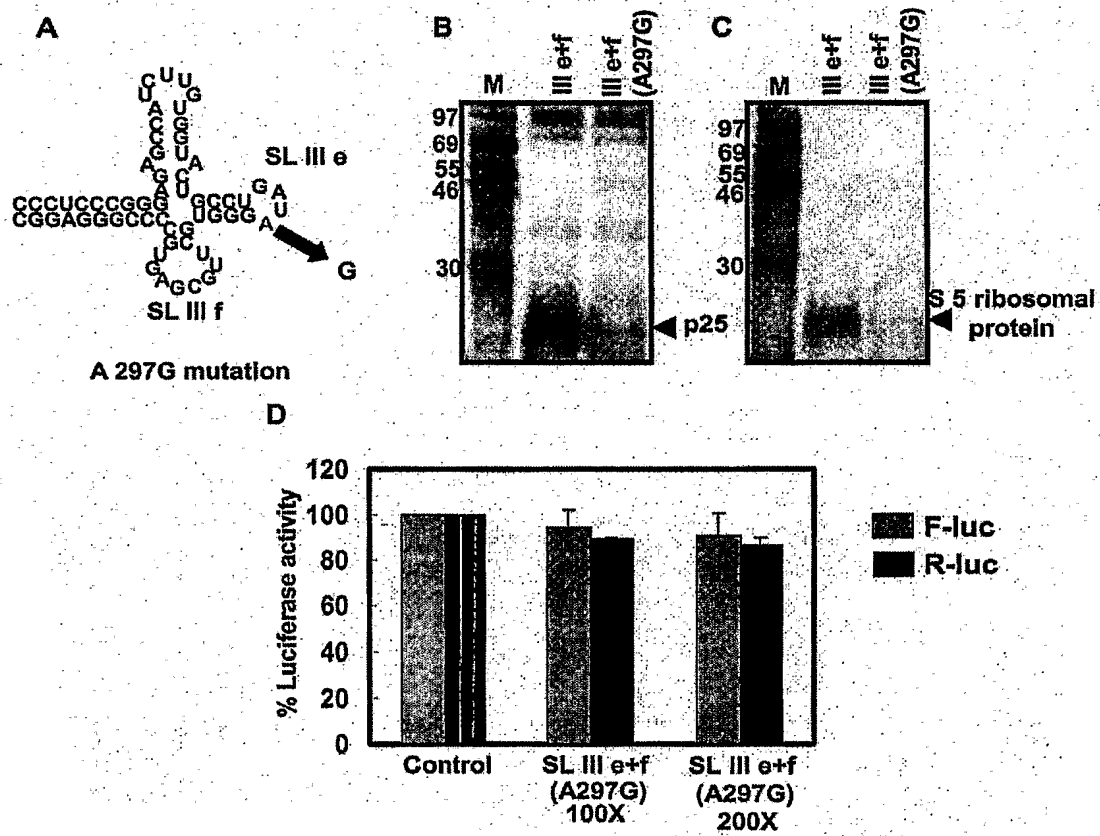 A
CUU
U
G
SL III e
GAU
A
CCCUCCCGGG
CGGAGGGCCC
GCCU
UGGG
G
SL III f
A 297G mutation
B
M
III e+f
III e+f
(A297G)
97
69
55
46
30
p25
C
M
III e+f
III e+f
(A297G)
97
69
55
46
30
S 5 ribosomal
protein
D
% Luciferase activity
120
100
80
60
40
20
0
Control
SL III e+f
(A297G)
100X
SL III e+f
(A297G)
200X
F-luc
R-luc